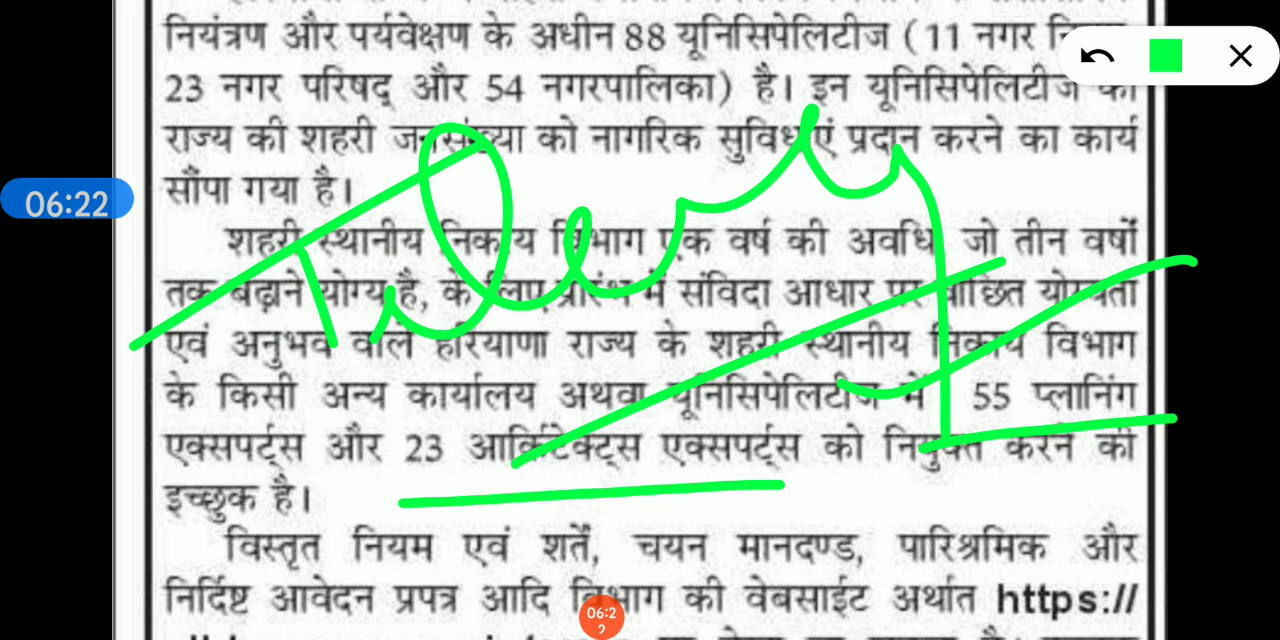 नियंत्रण और पर्यवेक्षण के अधीन 88 यूनिसिपेलिटीज ( 11 नगर
23 नगर परिषद् और 54 नगरपालिका) है। इन यूनिसिपेलिटीज को
राज्य की शहरी जनसंख्या को नागरिक सुविधाएं प्रदान करने का कार्य
सौंपा गया है।
06:22
शहरी स्थानीय निकाय विभाग एक वर्ष की अवधि, जो तीन वर्षों
तक बढ़ाने योग्य है, के लिए प्रारंभ में संविदा आधार पर वांछित योग्यता
एवं अनुभव वाले हरियाणा राज्य के शहरी स्थानीय निकाय विभाग
के किसी अन्य कार्यालय अथवा यूनिसिपेलिटीज में 55 प्लानिंग
एक्सपर्ट्स और 23 आर्किटेक्ट्स एक्सपर्ट्स को नियुक्त करने की
इच्छुक है।
विस्तृत नियम एवं शर्तें, चयन मानदण्ड, पारिश्रमिक और
निर्दिष्ट आवेदन प्रपत्र आदि विभाग की वेबसाईट अर्थात https://
06:22